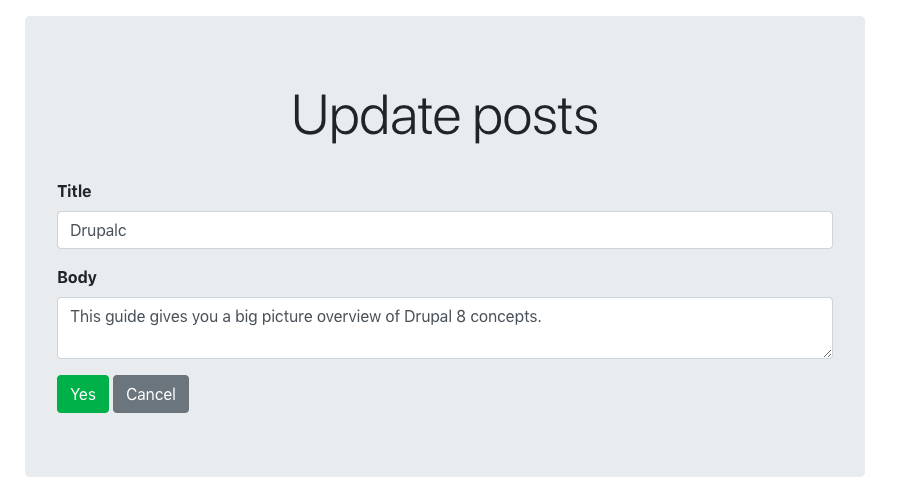 Update posts
Title
Drupalc
Body
This guide gives you a big picture overview of Drupal 8 concepts.
Yes Cancel